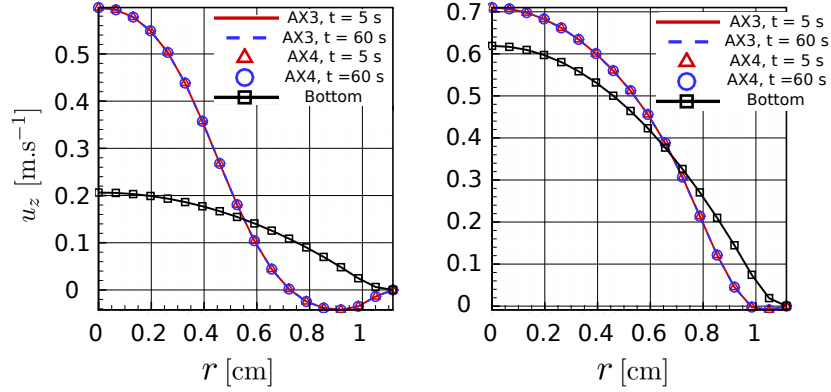 0.6
0.5
0.4
0.3
0.2
0.1
0
u_z [m.s⁻¹]
AX3, t = 5 s
AX3, t = 60 s
AX4, t = 5 s
AX4, t =60 s
Bottom
0 0.2 0.4 0.6 0.8 1
r [cm]
0.7
0.6
0.5
0.4
0.3
0.2
0.1
0
AX3, t = 5 s
AX3, t = 60 s
AX4, t = 5 s
AX4, t=60 s
Bottom
0 0.2 0.4 0.6 0.8 1
r [cm]